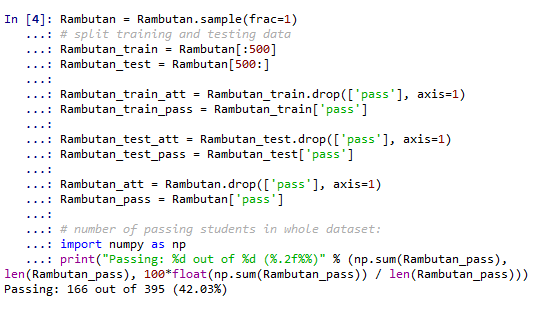 In [4]: Rambutan = Rambutan.sample(frac=1)
   ...: # split training and testing data
   ...: Rambutan_train = Rambutan[:500]
   ...: Rambutan_test = Rambutan[500:]
   ...:
   ...: Rambutan_train_att = Rambutan_train.drop(['pass'], axis=1)
   ...: Rambutan_train_pass = Rambutan_train['pass']
   ...:
   ...: Rambutan_test_att = Rambutan_test.drop(['pass'], axis=1)
   ...: Rambutan_test_pass = Rambutan_test['pass']
   ...:
   ...: Rambutan_att = Rambutan.drop(['pass'], axis=1)
   ...: Rambutan_pass = Rambutan['pass']
   ...:
   ...: # number of passing students in whole dataset:
   ...: import numpy as np
   ...: print("Passing: %d out of %d (%.2f%%)" % (np.sum(Rambutan_pass),
len(Rambutan_pass), 100*float(np.sum(Rambutan_pass)) / len(Rambutan_pass)))
Passing: 166 out of 395 (42.03%)